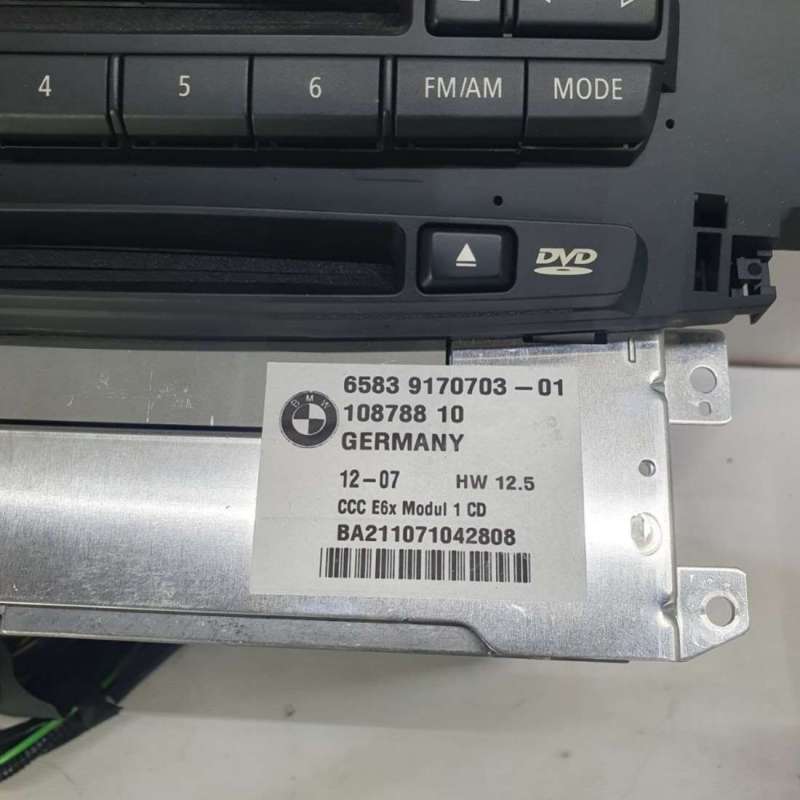 4 5 6 FM/AM MODE
DVD
BMW
6583 9170703-01
108788 10
GERMANY
12-07 HW 12.5
CCC E6x Modul 1 CD
BA211071042808